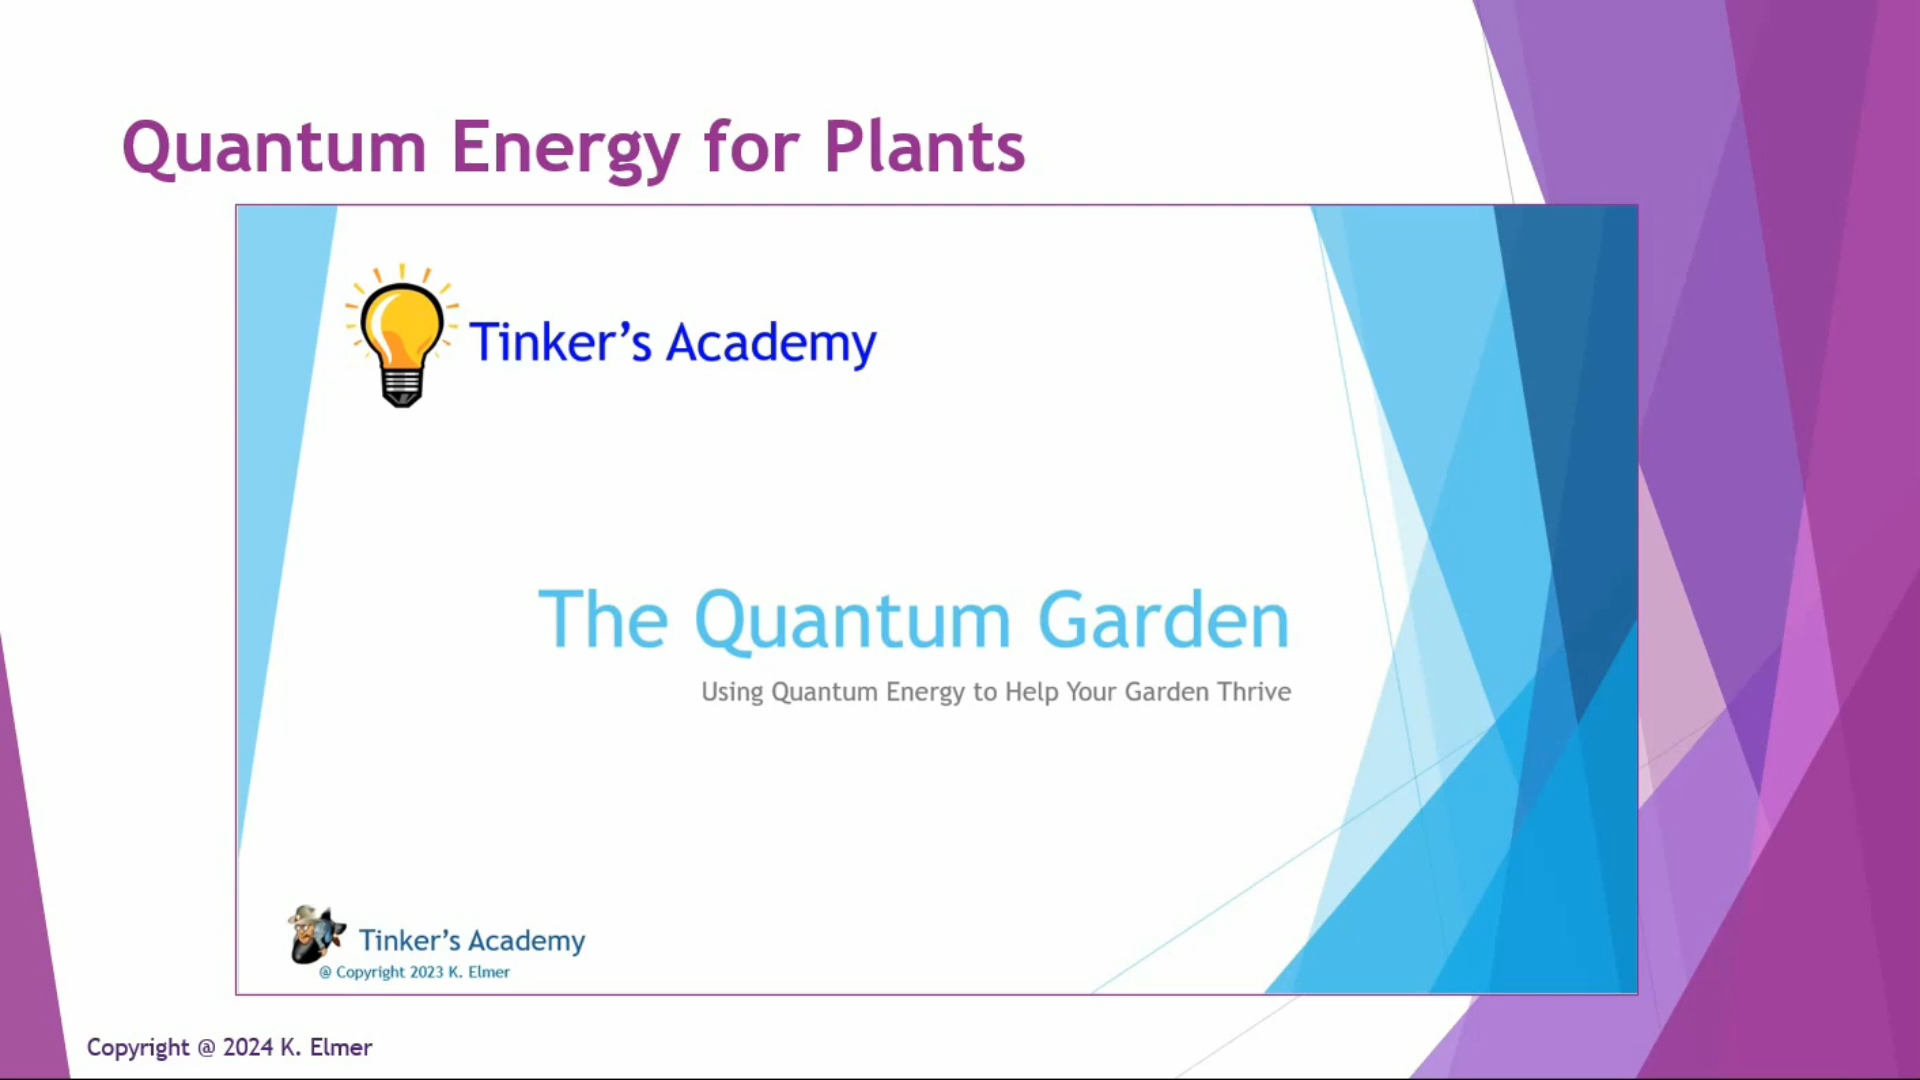 Quantum Energy for Plants
Tinker's Academy
The Quantum Garden
Using Quantum Energy to Help Your Garden Thrive
Tinker's Academy
@ Copyright 2023 K. Elmer
Copyright @ 2024 K. Elmer